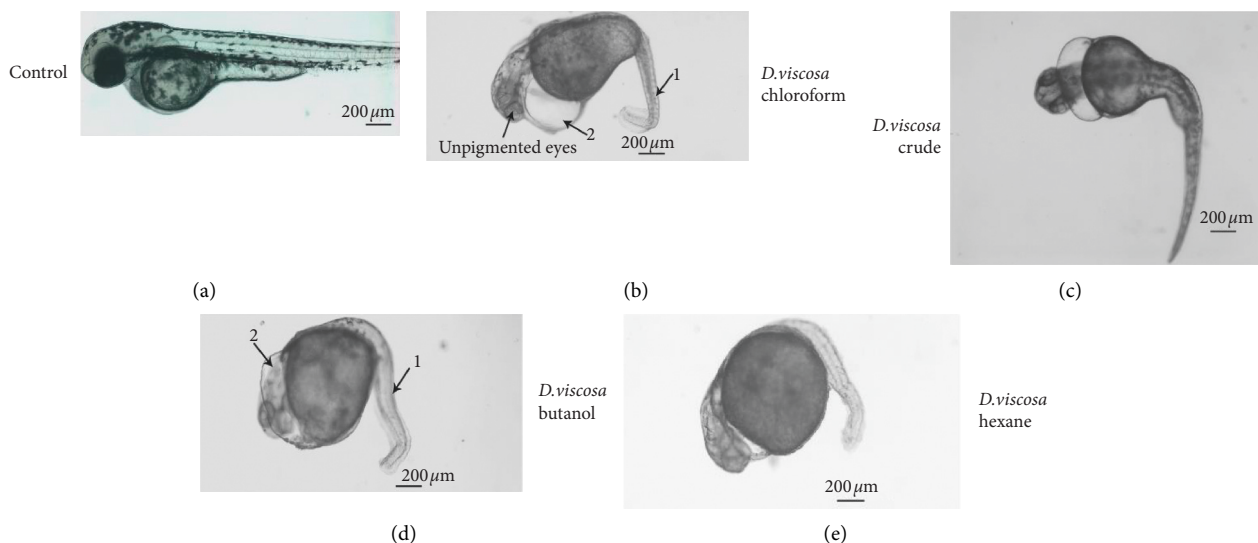 Control
200 µm
(a)
1
2
Unpigmented eyes
200 µm
D.viscosa
chloroform
(b)
D.viscosa
crude
200 µm
(c)
2
1
200 µm
D.viscosa
butanol
(d)
200 µm
D.viscosa
hexane
(e)